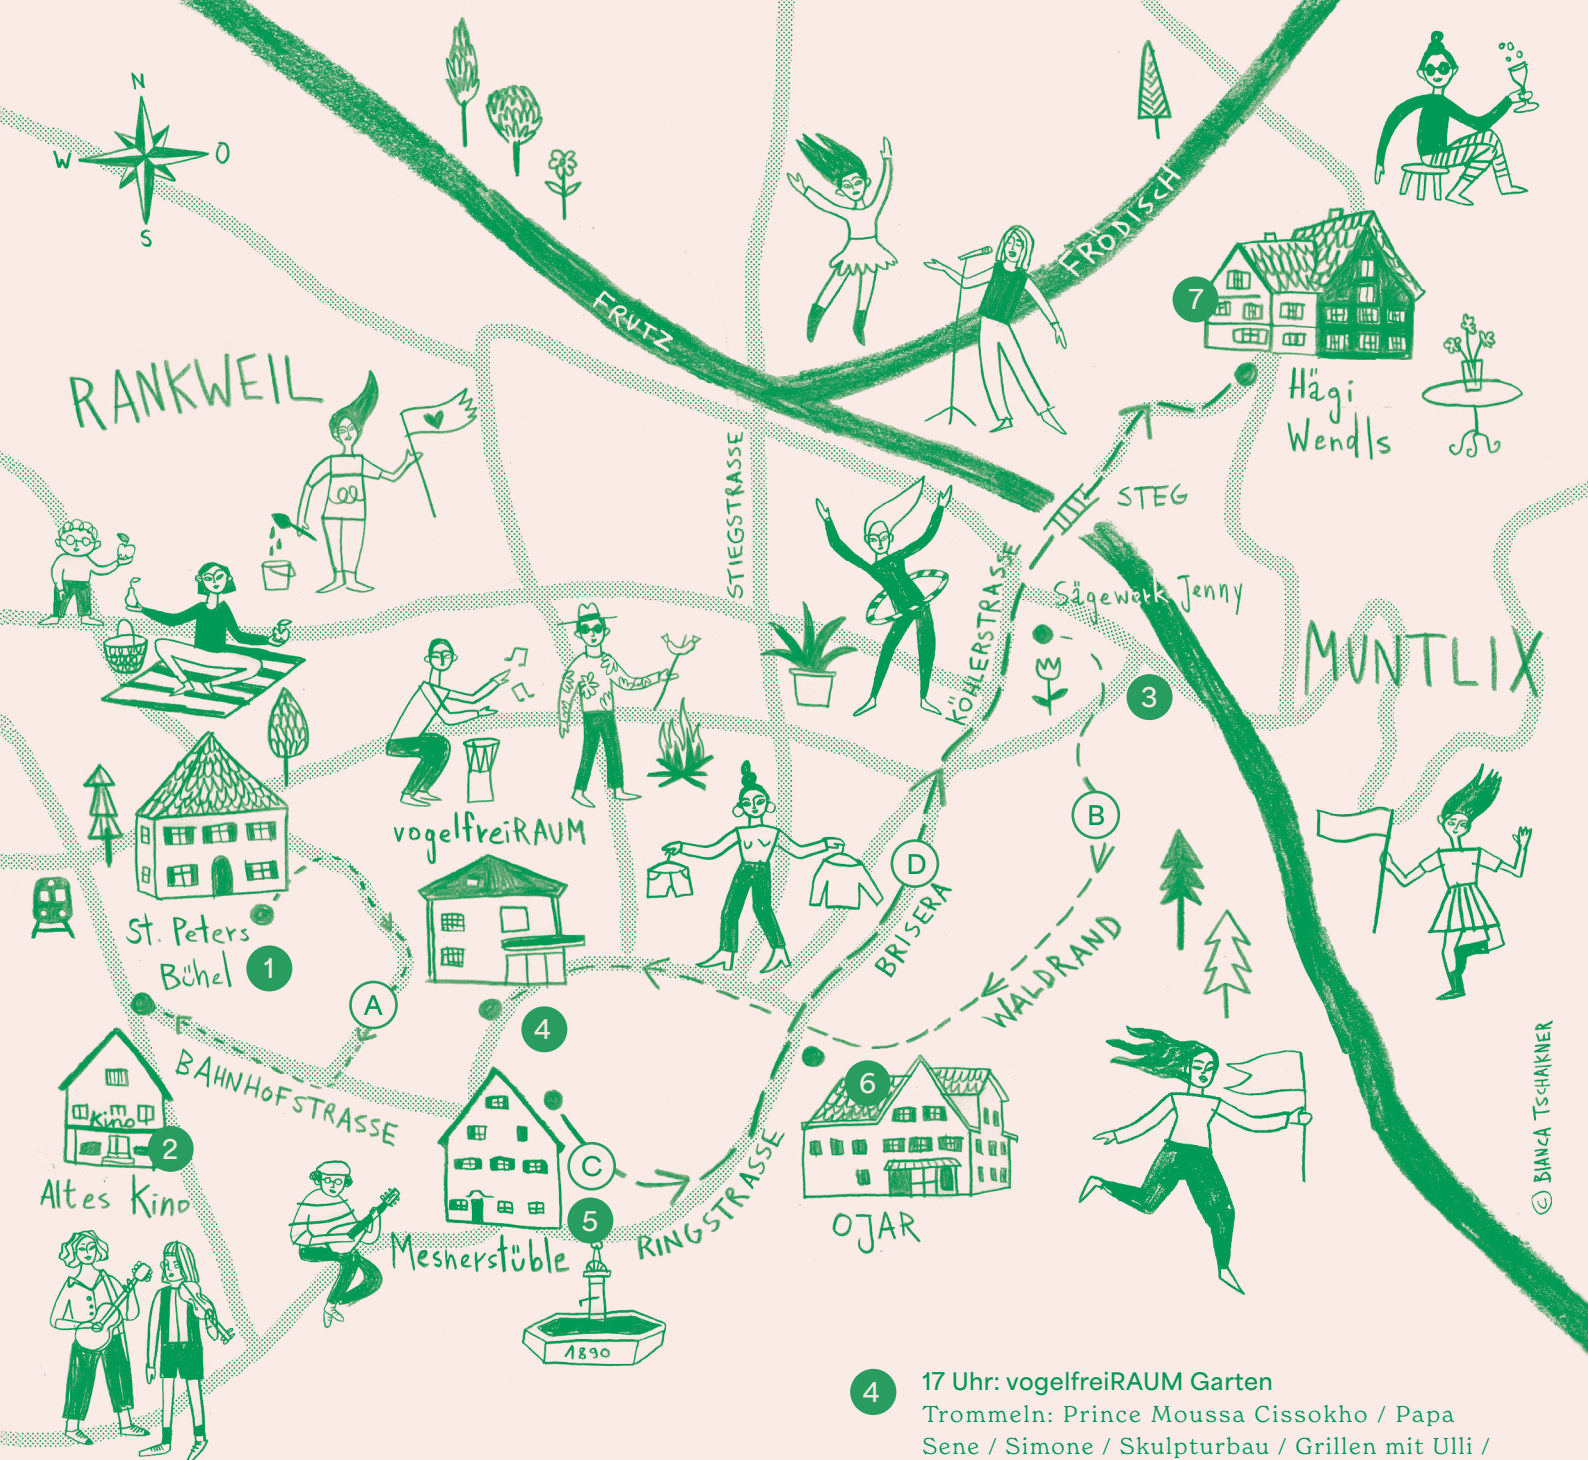 N
W
O
S
FRUTZ
FRÖDISCH
RANKWEIL
7
Hägi
Wendls
STIEGSTRASSE
STEG
KÖHLERSTRASSE
Sägewerk Jenny
MUNTLIX
3
vogelfreiRAUM
B
D
BRISERA
WALDRAND
St. Peters
Bühel
1
A
4
BAHNHOFSTRASSE
Kino
2
Altes Kino
6
C
5
Mesnerstüble
RINGSTRASSE
OJAR
1890
© BIANCA TSCHAIKNER
4
17 Uhr: vogelfreiRAUM Garten
Trommeln: Prince Moussa Cissokho / Papa
Sene / Simone / Skulpturbau / Grillen mit Ulli /